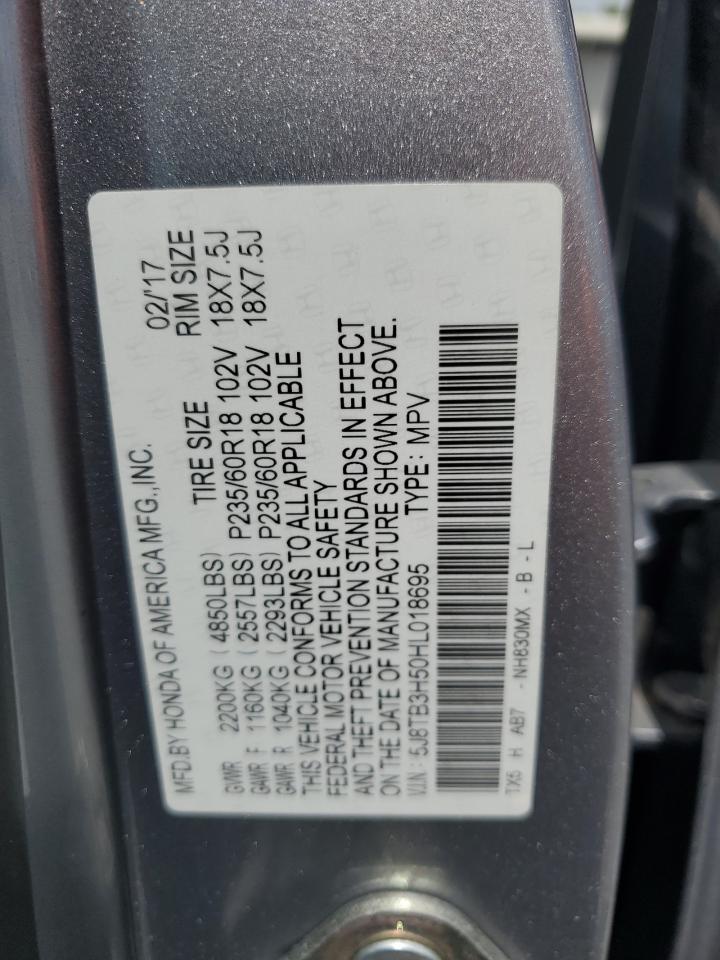 MFD. BY HONDA OF AMERICA MFG., INC. 02/'17
TIRE SIZE RIM SIZE
GVWR 2200KG (4850LBS)
GAWR F 1160KG (2557LBS) P235/60R18 102V 18X7.5J
GAWR R 1040KG (2293LBS) P235/60R18 102V 18X7.5J
THIS VEHICLE CONFORMS TO ALL APPLICABLE
FEDERAL MOTOR VEHICLE SAFETY
AND THEFT PREVENTION STANDARDS IN EFFECT
ON THE DATE OF MANUFACTURE SHOWN ABOVE.
V.I.N: 5J8TB3H50HL018695 TYPE: MPV
TX5 H AB7 - NH830MX - B - L